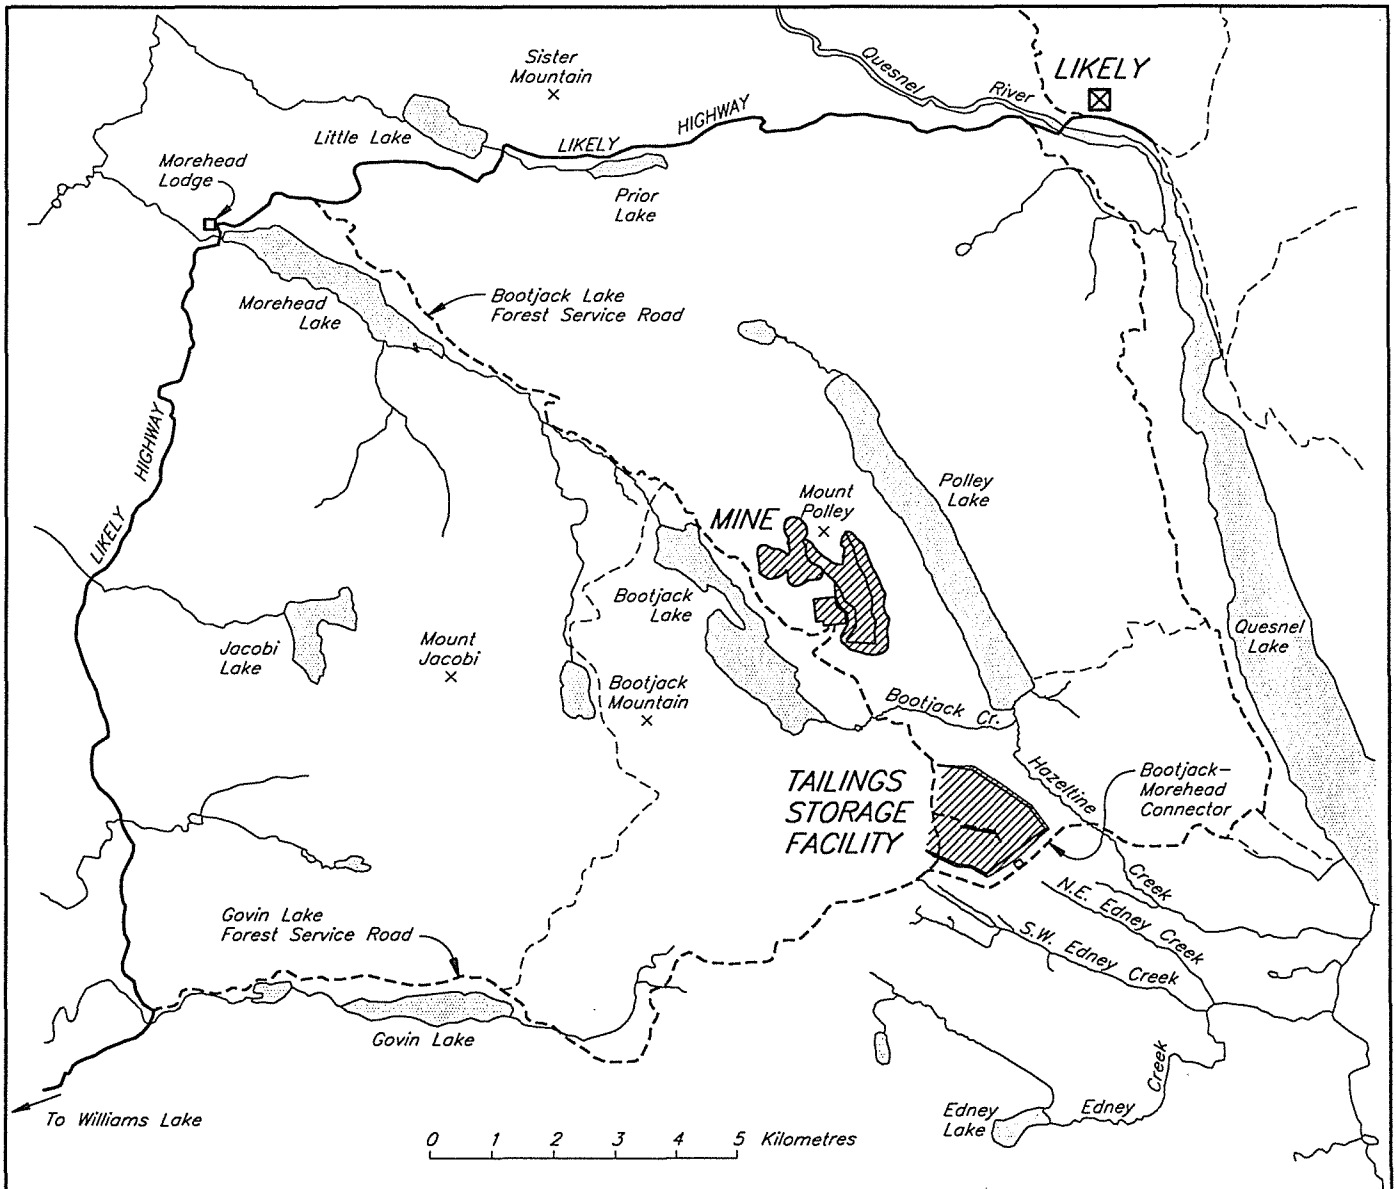 Sister
Mountain
Quesnel
River
LIKELY
Little Lake
LIKELY
HIGHWAY
Morehead
Lodge
Prior
Lake
Morehead
Lake
Bootjack Lake
Forest Service Road
LIKELY
HIGHWAY
Polley
Lake
MINE
Mount
Polley
Bootjack
Lake
Jacobi
Lake
Mount
Jacobi
Quesnel
Lake
Bootjack
Mountain
Bootjack Cr.
TAILINGS
STORAGE
FACILITY
Hazeltine
Creek
Bootjack-
Morehead
Connector
N.E. Edney Creek
S.W. Edney Creek
Govin Lake
Forest Service Road
Govin Lake
Edney
Lake
Edney
Creek
To Williams Lake
0 1 2 3 4 5 Kilometres